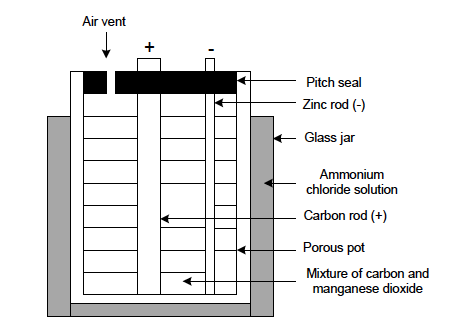 Air vent
+ -
Pitch seal
Zinc rod (-)
Glass jar
Ammonium
chloride solution
Carbon rod (+)
Porous pot
Mixture of carbon and
manganese dioxide